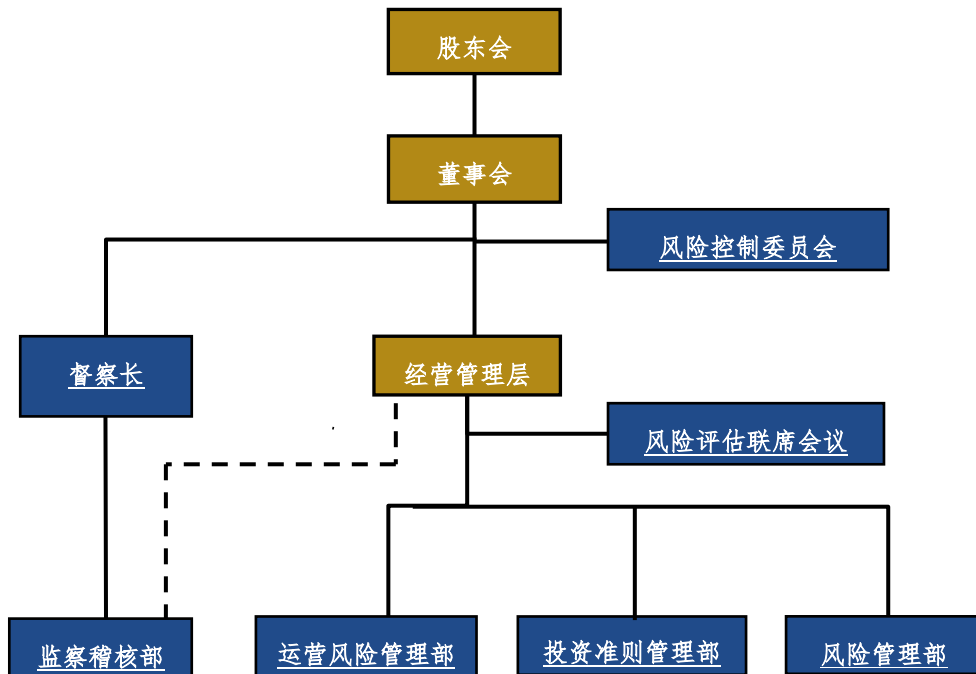 股东会
董事会
风险控制委员会
督察长
经营管理层
风险评估联席会议
监察稽核部
运营风险管理部
投资准则管理部
风险管理部